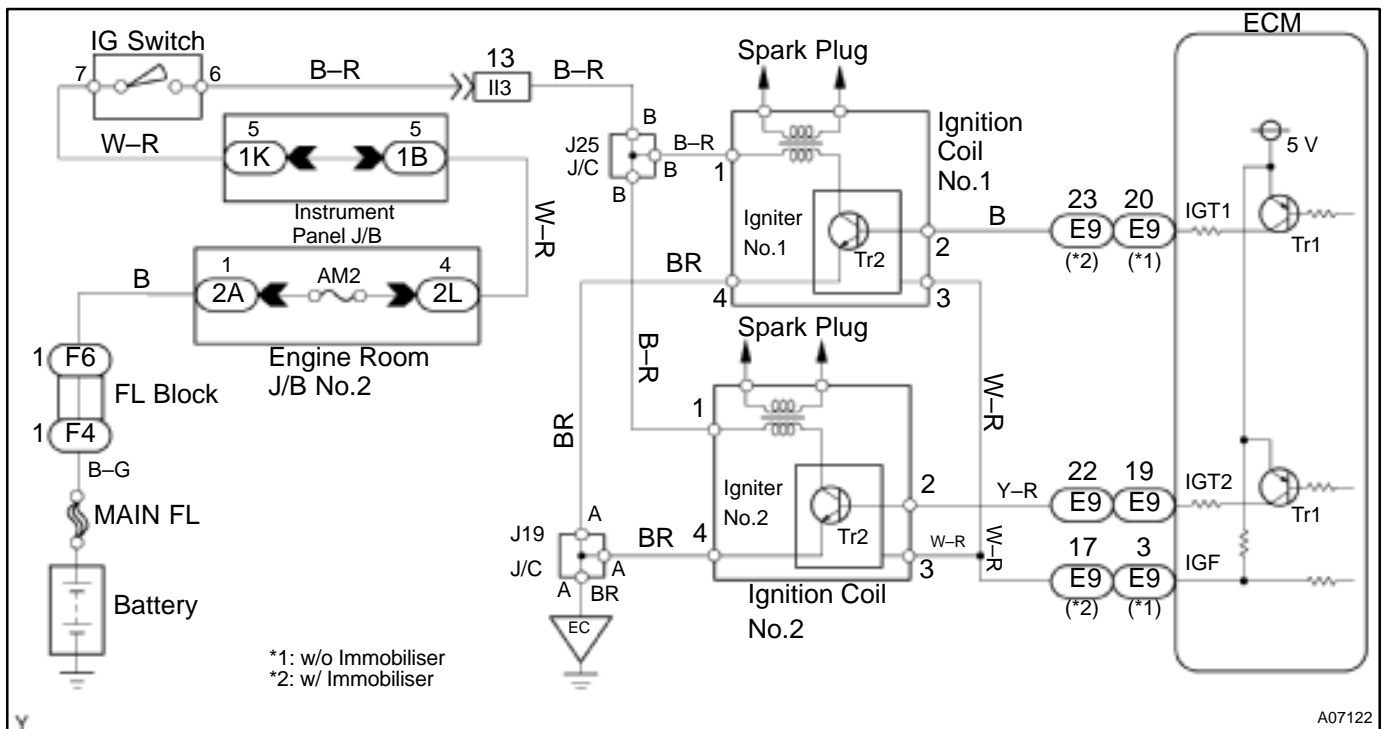 ECM
IG Switch
7
6
B–R
13
II3
B–R
Spark Plug
Ignition
Coil
No.1
5 V
W–R
5
1K
5
1B
Instrument
Panel J/B
W–R
J25
J/C
B
B
B
B–R
1
Igniter
No.1
Tr2
2
B
23
E9
(*2)
20
E9
(*1)
IGT1
Tr1
BR
4
3
B
1
2A
AM2
4
2L
Engine Room
J/B No.2
1
F6
FL Block
1
F4
B–G
MAIN FL
Battery
Spark Plug
B–R
W–R
BR
1
Igniter
No.2
Tr2
2
Y–R
22
E9
19
E9
IGT2
Tr1
J19
J/C
A
A
A
BR
BR
4
3
W–R
W–R
17
E9
(*2)
3
E9
(*1)
IGF
Ignition Coil
No.2
EC
*1: w/o Immobiliser
*2: w/ Immobiliser
Y
A07122